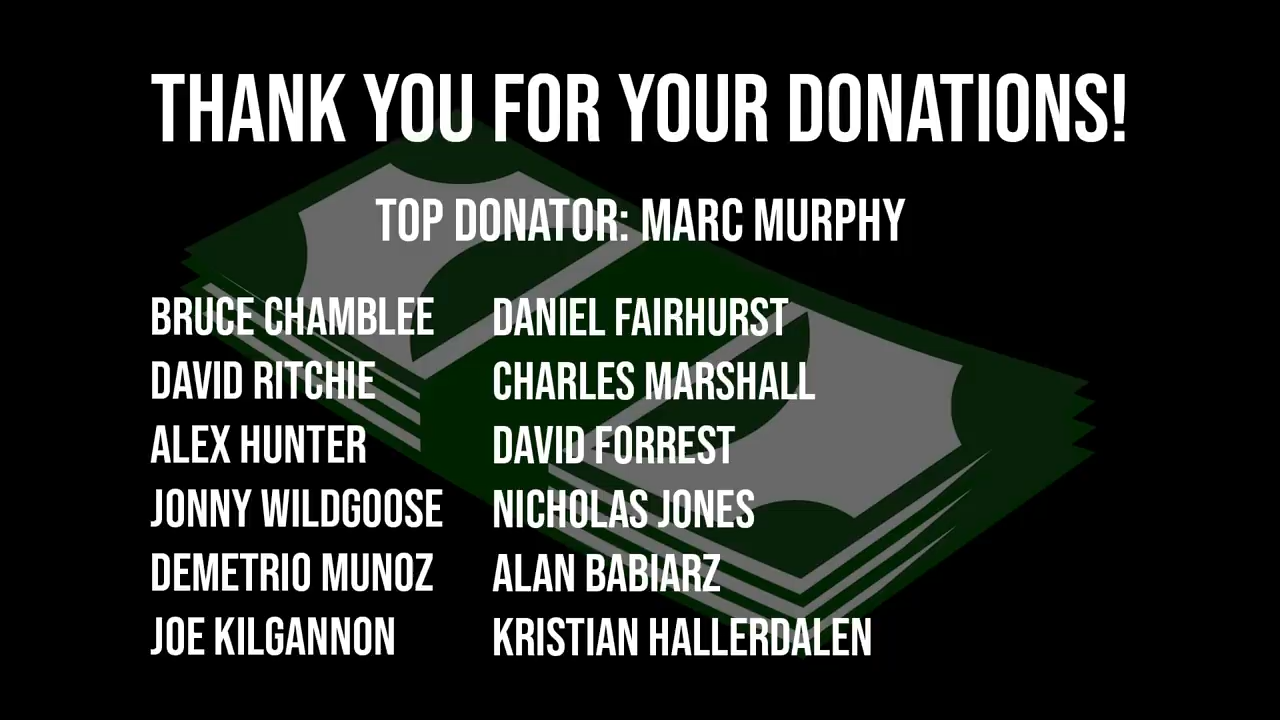 THANK YOU FOR YOUR DONATIONS!
TOP DONATOR: MARC MURPHY
BRUCE CHAMBLEE
DAVID RITCHIE
ALEX HUNTER
JONNY WILDGOOSE
DEMETRIO MUNOZ
JOE KILGANNON
DANIEL FAIRHURST
CHARLES MARSHALL
DAVID FORREST
NICHOLAS JONES
ALAN BABIARZ
KRISTIAN HALLERDALEN